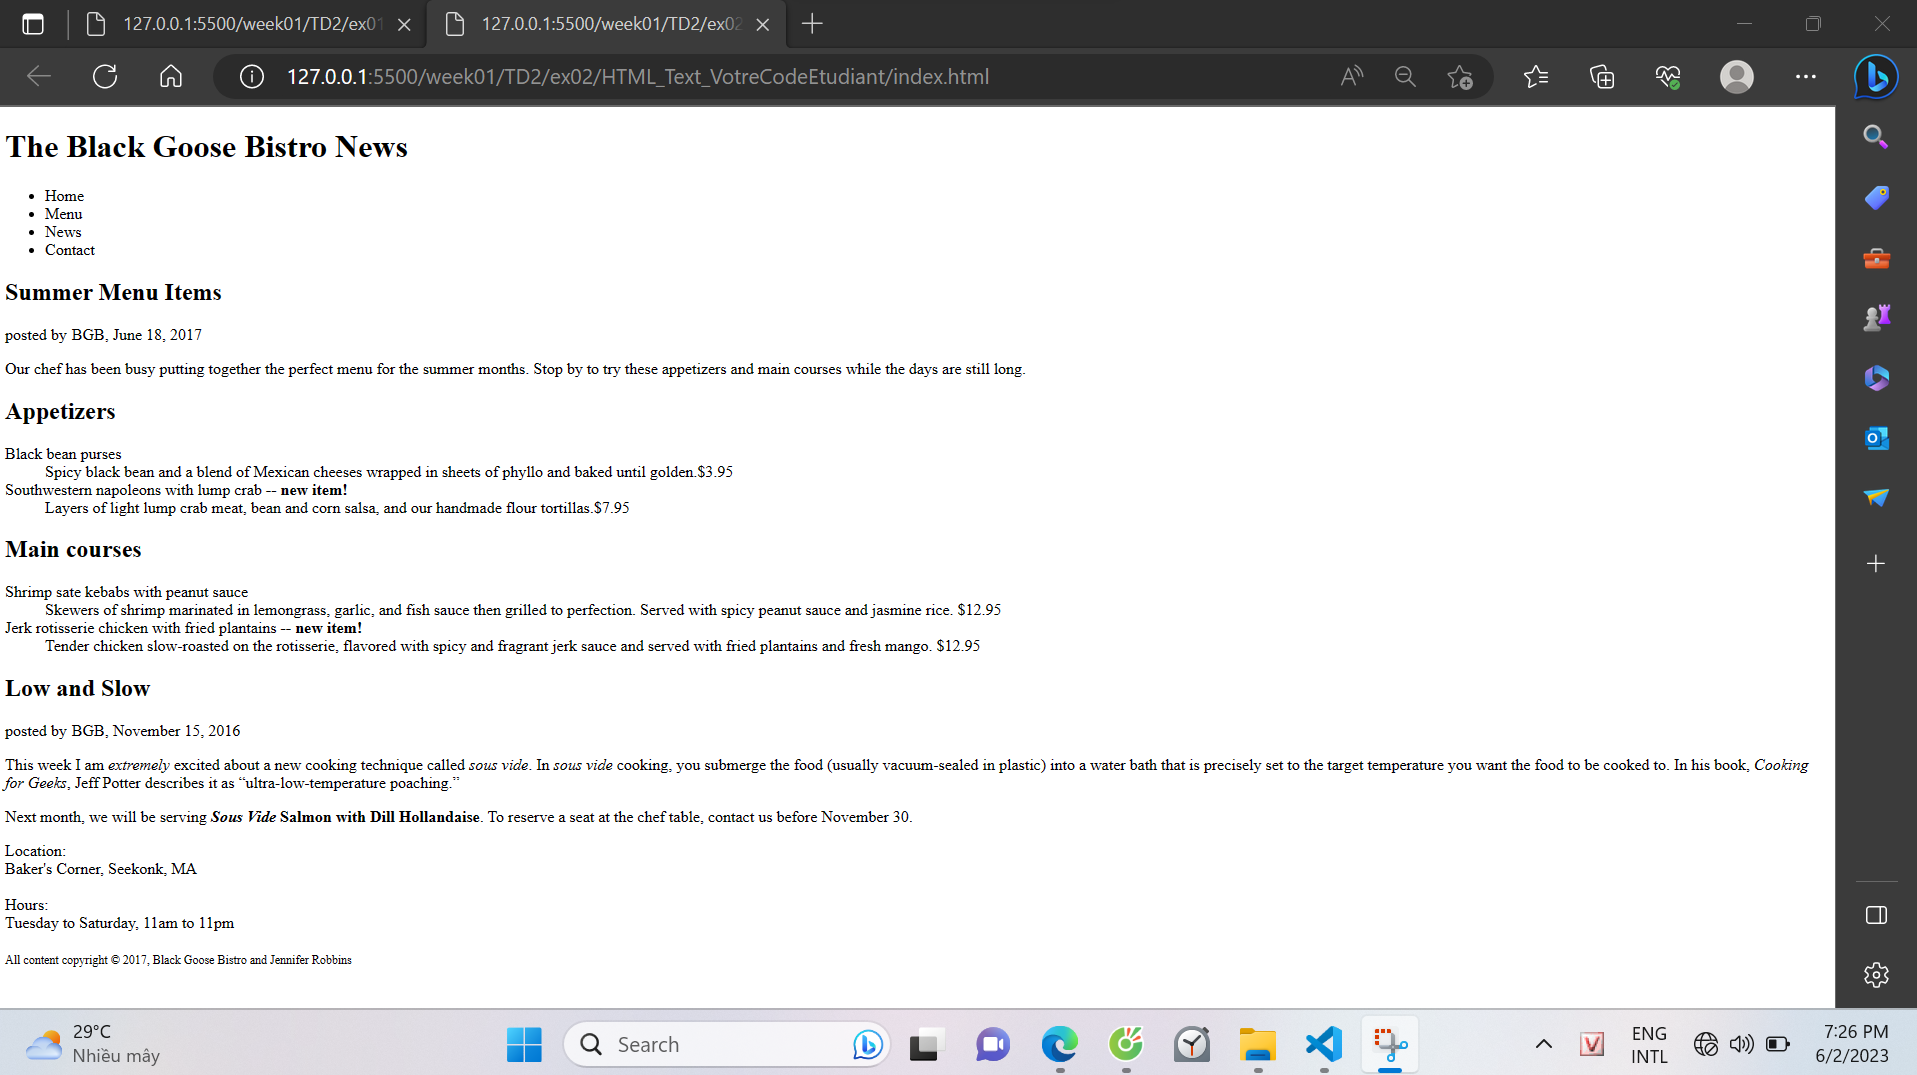 127.0.0.1:5500/week01/TD2/ex01
127.0.0.1:5500/week01/TD2/ex02
127.0.0.1:5500/week01/TD2/ex02/HTML_Text_VotreCodeEtudiant/index.html
The Black Goose Bistro News
• Home
• Menu
• News
• Contact
Summer Menu Items
posted by BGB, June 18, 2017
Our chef has been busy putting together the perfect menu for the summer months. Stop by to try these appetizers and main courses while the days are still long.
Appetizers
Black bean purses
Spicy black bean and a blend of Mexican cheeses wrapped in sheets of phyllo and baked until golden.$3.95
Southwestern napoleons with lump crab -- new item!
Layers of light lump crab meat, bean and corn salsa, and our handmade flour tortillas.$7.95
Main courses
Shrimp sate kebabs with peanut sauce
Skewers of shrimp marinated in lemongrass, garlic, and fish sauce then grilled to perfection. Served with spicy peanut sauce and jasmine rice. $12.95
Jerk rotisserie chicken with fried plantains -- new item!
Tender chicken slow-roasted on the rotisserie, flavored with spicy and fragrant jerk sauce and served with fried plantains and fresh mango. $12.95
Low and Slow
posted by BGB, November 15, 2016
This week I am extremely excited about a new cooking technique called sous vide. In sous vide cooking, you submerge the food (usually vacuum-sealed in plastic) into a water bath that is precisely set to the target temperature you want the food to be cooked to. In his book, Cooking
for Geeks, Jeff Potter describes it as “ultra-low-temperature poaching.”
Next month, we will be serving Sous Vide Salmon with Dill Hollandaise. To reserve a seat at the chef table, contact us before November 30.
Location:
Baker's Corner, Seekonk, MA
Hours:
Tuesday to Saturday, 11am to 11pm
All content copyright © 2017, Black Goose Bistro and Jennifer Robbins
29°C
Nhiều mây
Search
ENG
INTL
7:26 PM
6/2/2023